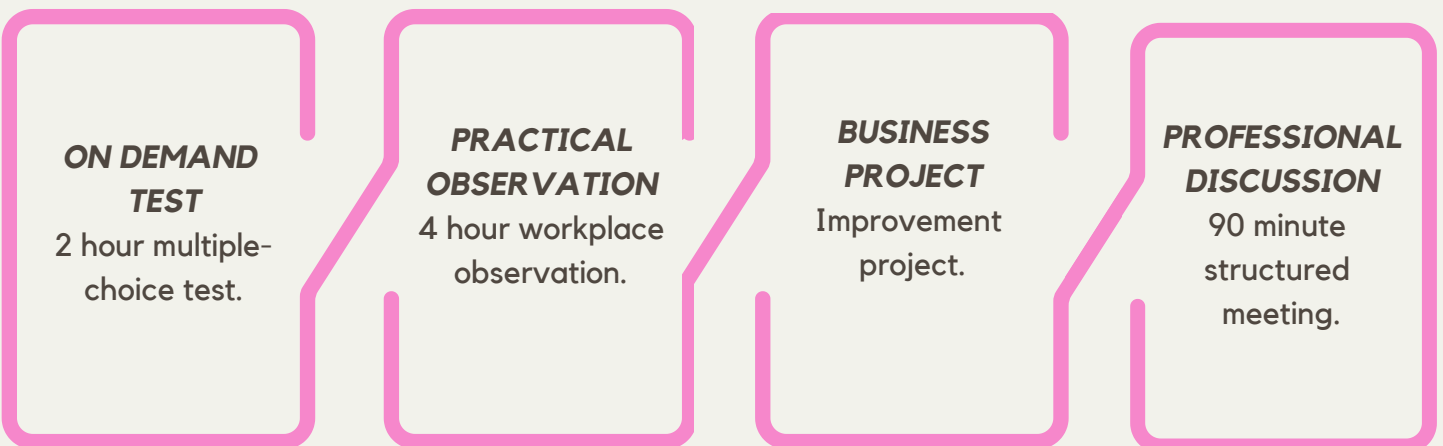 ON DEMAND
TEST
2 hour multiple-
choice test.
PRACTICAL
OBSERVATION
4 hour workplace
observation.
BUSINESS
PROJECT
Improvement
project.
PROFESSIONAL
DISCUSSION
90 minute
structured
meeting.